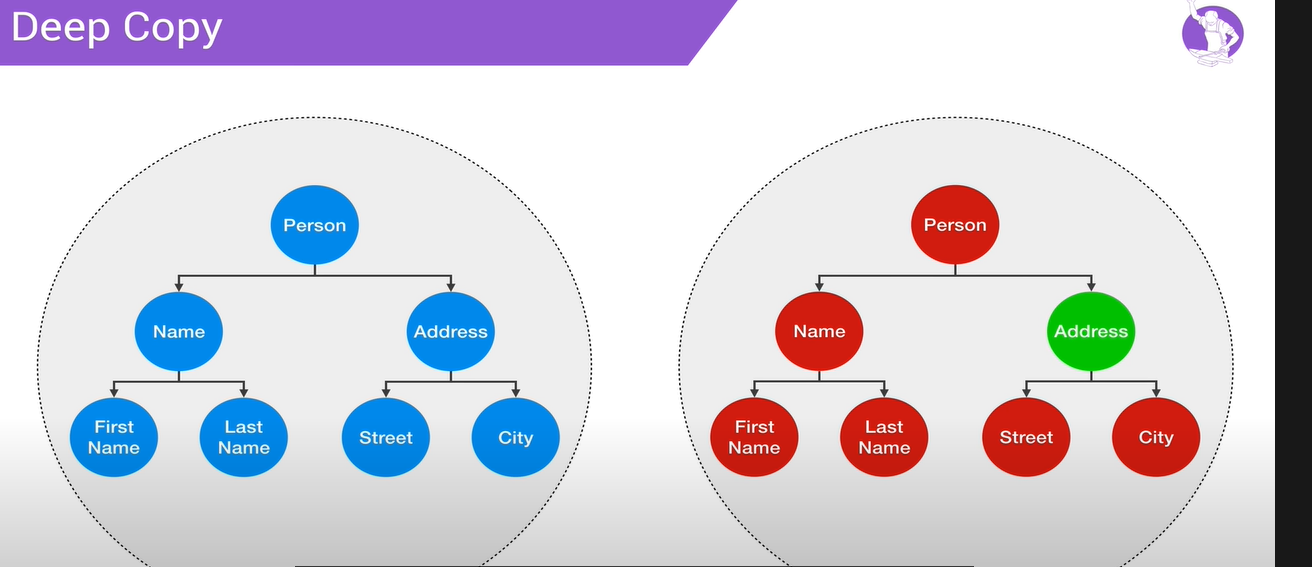 Deep Copy
Person
Name
Address
First
Name
Last
Name
Street
City
Person
Name
Address
First
Name
Last
Name
Street
City